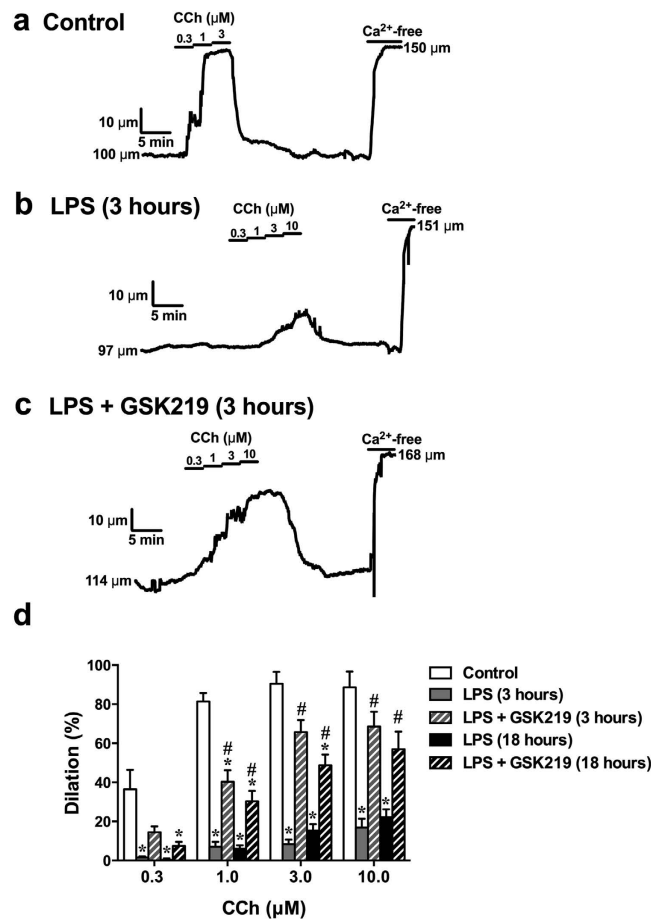 a Control
CCh (μM)
0.3 1 3
Ca2+-free
150 μm
10 μm
5 min
100 μm
b LPS (3 hours)
CCh (μM)
0.3 1 3 10
Ca2+-free
151 μm
10 μm
5 min
97 μm
c LPS + GSK219 (3 hours)
CCh (μM)
0.3 1 3 10
Ca2+-free
168 μm
10 μm
5 min
114 μm
d
Dilation (%)
100
80
60
40
20
0
* * *
* # * * # *
* # * # *
* # * #
0.3 1.0 3.0 10.0
CCh (μM)
Control
LPS (3 hours)
LPS + GSK219 (3 hours)
LPS (18 hours)
LPS + GSK219 (18 hours)